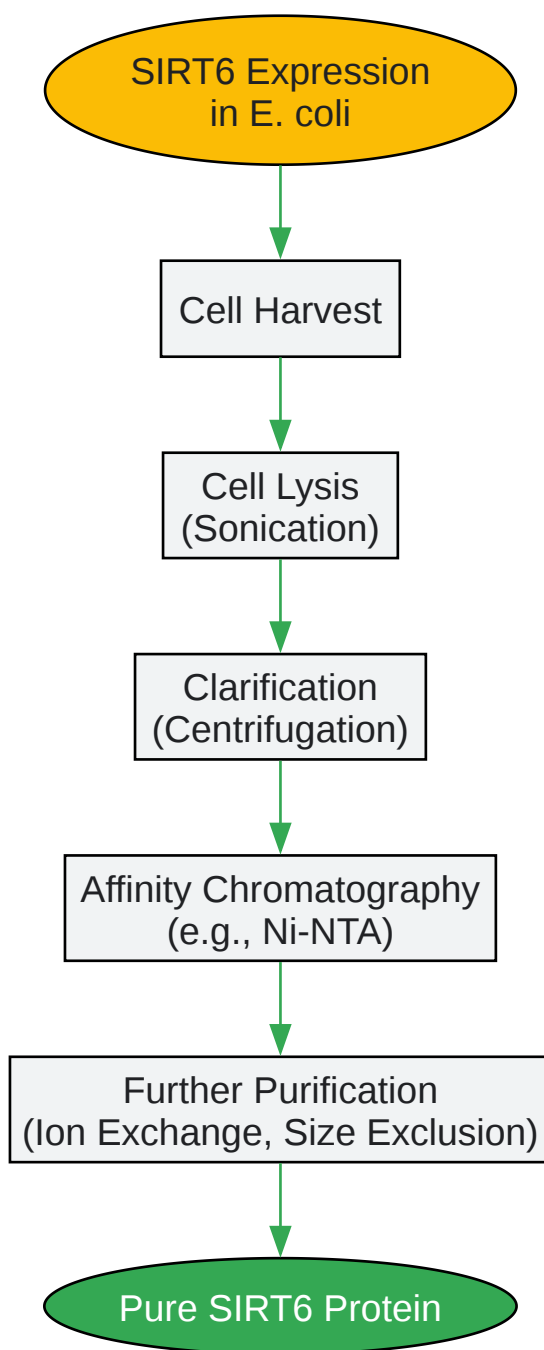 SIRT6 Expression
in E. coli
Cell Harvest
Cell Lysis
(Sonication)
Clarification
(Centrifugation)
Affinity Chromatography
(e.g., Ni-NTA)
Further Purification
(Ion Exchange, Size Exclusion)
Pure SIRT6 Protein